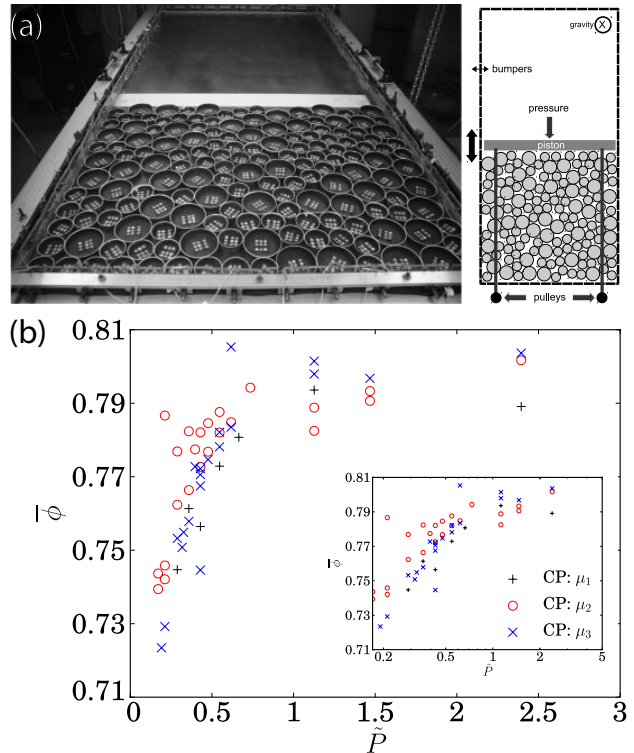 (a)
gravity X
bumpers
pressure
piston
pulleys
(b)
0.81
0.79
0.77
0.75
0.73
0.71
ϕ̅
0 0.5 1 1.5 2 2.5 3
P̃
0.81
0.79
0.77
0.75
0.73
0.71
ϕ̅
0.2 0.5 1 2 5
P̃
+ CP: μ₁
○ CP: μ₂
× CP: μ₃